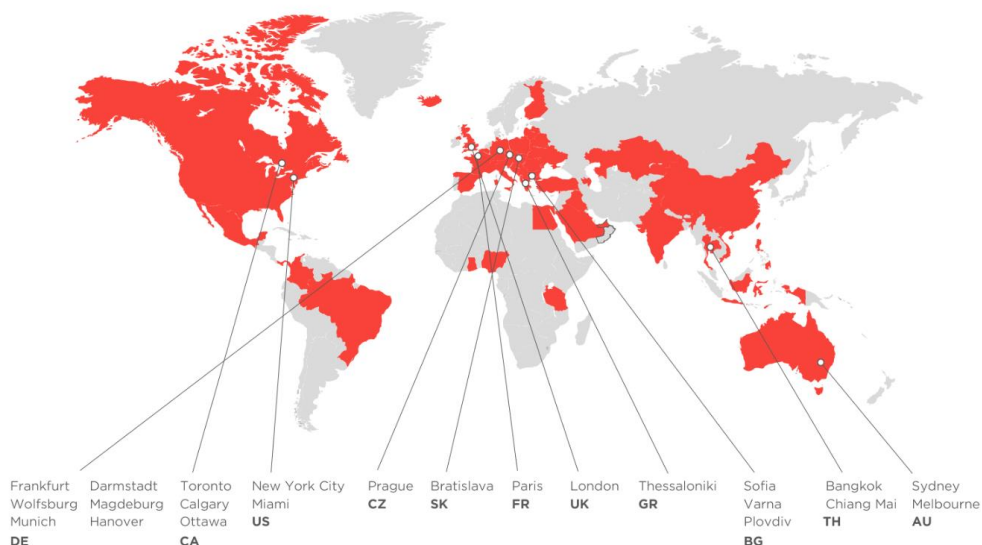 Frankfurt Darmstadt
Wolfsburg Magdeburg
Munich Hanover
DE
Toronto
Calgary
Ottawa
CA
New York City
Miami
US
Prague
CZ
Bratislava
SK
Paris
FR
London
UK
Thessaloniki
GR
Sofia
Varna
Plovdiv
BG
Bangkok
Chiang Mai
TH
Sydney
Melbourne
AU